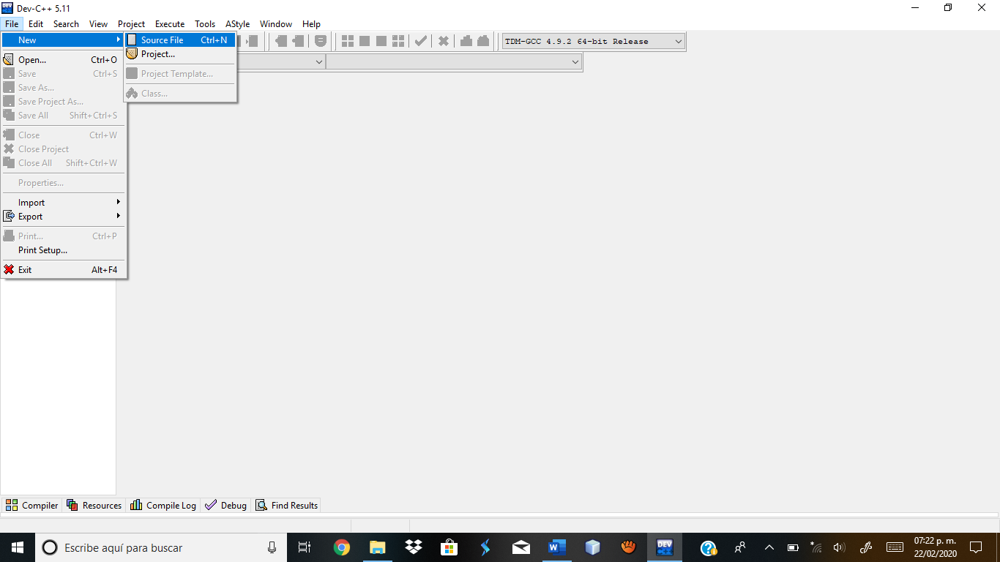 Dev-C++ 5.11
File Edit Search View Project Execute Tools AStyle Window Help
New
Source File Ctrl+N
Project...
Project Template...
Class...
TDM-GCC 4.9.2 64-bit Release
Open... Ctrl+O
Save Ctrl+S
Save As...
Save Project As...
Save All Shift+Ctrl+S
Close Ctrl+W
Close Project
Close All Shift+Ctrl+W
Properties...
Import
Export
Print... Ctrl+P
Print Setup...
Exit Alt+F4
Compiler Resources Compile Log Debug Find Results
Escribe aquí para buscar
DEV
07:22 p. m.
22/02/2020